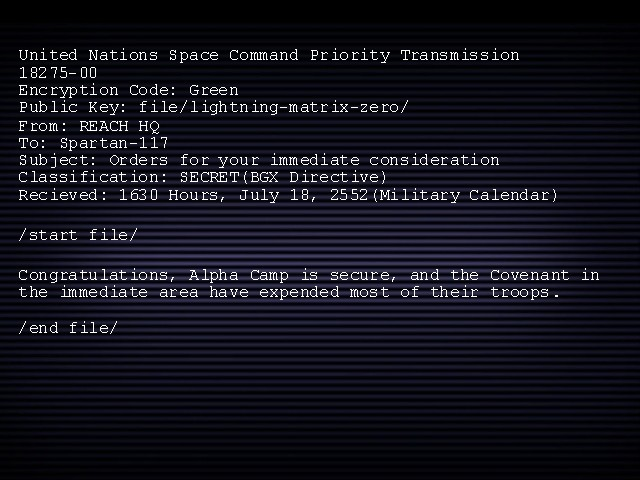 United Nations Space Command Priority Transmission
18275-00
Encryption Code: Green
Public Key: file/lightning-matrix-zero/
From: REACH HQ
To: Spartan-117
Subject: Orders for your immediate consideration
Classification: SECRET(BGX Directive)
Recieved: 1630 Hours, July 18, 2552(Military Calendar)
/start file/
Congratulations, Alpha Camp is secure, and the Covenant in
the immediate area have expended most of their troops.
/end file/